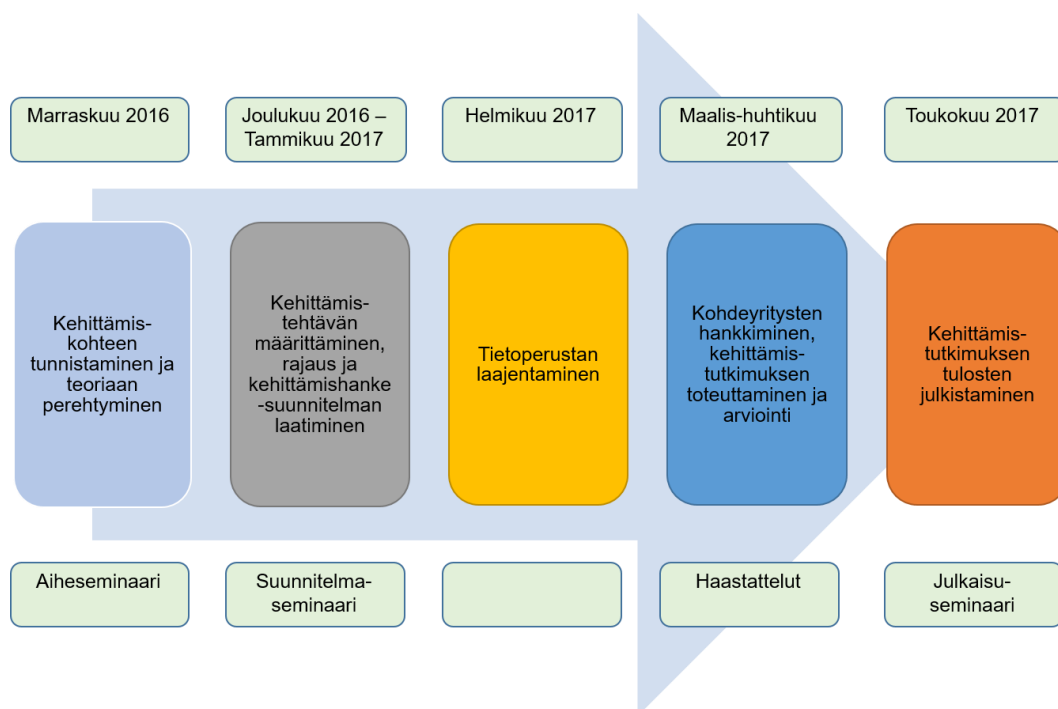 Marraskuu 2016
Joulukuu 2016 –
Tammikuu 2017
Helmikuu 2017
Maalis-huhtikuu
2017
Toukokuu 2017
Kehittämis-
kohteen
tunnistaminen ja
teoriaan
perehtyminen
Kehittämis-
tehtävän
määrittäminen,
rajaus ja
kehittämishanke
-suunnitelman
laatiminen
Tietoperustan
laajentaminen
Kohdeyritysten
hankkiminen,
kehittämis-
tutkimuksen
toteuttaminen ja
arviointi
Kehittämis-
tutkimuksen
tulosten
julkistaminen
Aiheseminaari
Suunnitelma-
seminaari
Haastattelut
Julkaisu-
seminaari